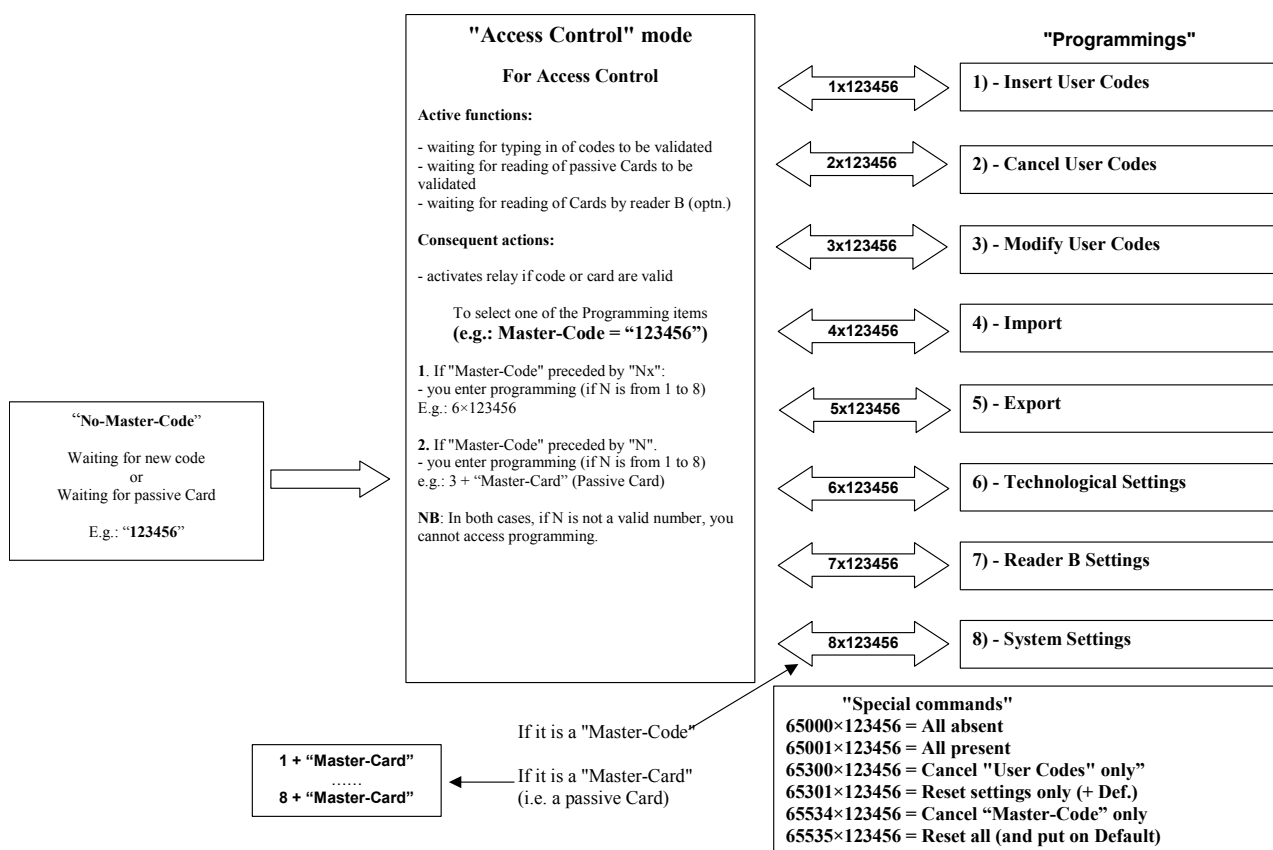 "Access Control" mode
For Access Control
Active functions:
- waiting for typing in of codes to be validated
- waiting for reading of passive Cards to be
validated
- waiting for reading of Cards by reader B (optn.)
Consequent actions:
- activates relay if code or card are valid
To select one of the Programming items
(e.g.: Master-Code = “123456”)
1. If "Master-Code" preceded by "Nx":
- you enter programming (if N is from 1 to 8)
E.g.: 6×123456
2. If "Master-Code" preceded by "N".
- you enter programming (if N is from 1 to 8)
e.g.: 3 + “Master-Card” (Passive Card)
NB: In both cases, if N is not a valid number, you
cannot access programming.
“No-Master-Code”
Waiting for new code
or
Waiting for passive Card
E.g.: “123456”
"Programmings"
1x123456
1) - Insert User Codes
2x123456
2) - Cancel User Codes
3x123456
3) - Modify User Codes
4x123456
4) - Import
5x123456
5) - Export
6x123456
6) - Technological Settings
7x123456
7) - Reader B Settings
8x123456
8) - System Settings
If it is a "Master-Code"
If it is a "Master-Card"
(i.e. a passive Card)
1 + “Master-Card”
……
8 + “Master-Card”
"Special commands"
65000×123456 = All absent
65001×123456 = All present
65300×123456 = Cancel "User Codes" only”
65301×123456 = Reset settings only (+ Def.)
65534×123456 = Cancel “Master-Code” only
65535×123456 = Reset all (and put on Default)